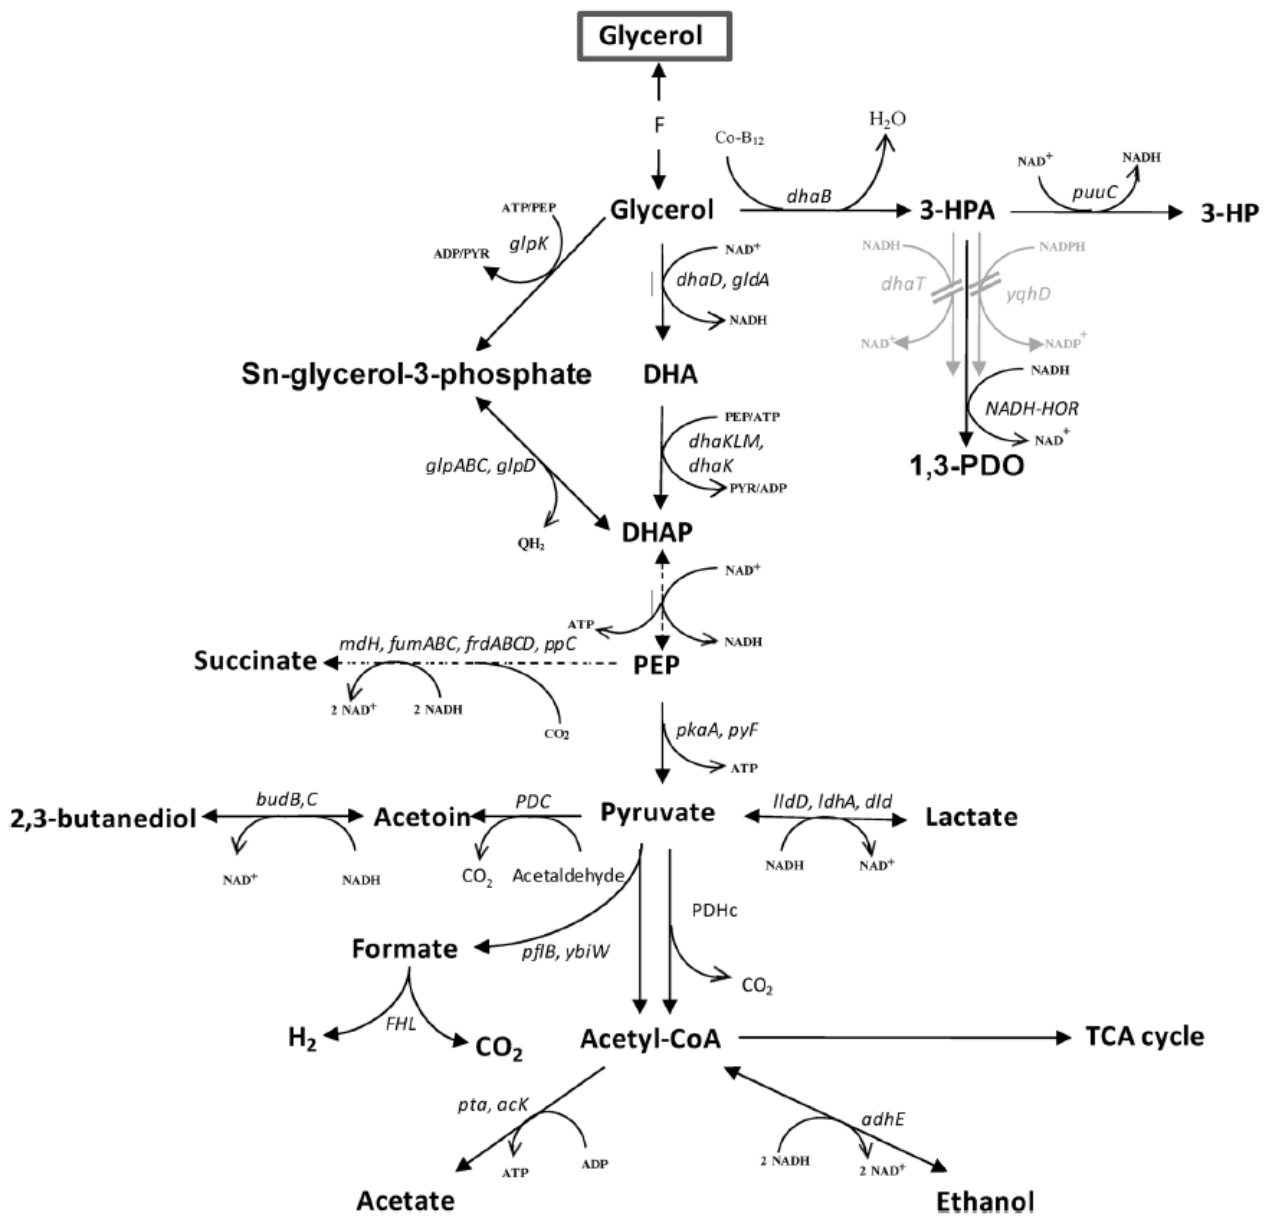 Glycerol
F
Co-B12
H2O
NAD+
NADH
dhaB
puuC
ATP/PEP
Glycerol
3-HPA
3-HP
glpK
ADP/PYR
NAD+
dhaD, gldA
NADH
NADH
NADPH
dhaT
yqhD
NAD+
NADP+
Sn-glycerol-3-phosphate
DHA
NADH
NADH-HOR
NAD+
1,3-PDO
PEP/ATP
dhaKLM,
dhaK
PYR/ADP
glpABC, glpD
QH2
DHAP
NAD+
ATP
NADH
mdH, fumABC, frdABCD, ppC
Succinate
PEP
2 NAD+
2 NADH
CO2
pkaA, pyF
ATP
2,3-butanediol
budB,C
Acetoin
PDC
Pyruvate
lldD, ldhA, dld
Lactate
NAD+
NADH
CO2
Acetaldehyde
NADH
NAD+
PDHc
Formate
pflB, ybiW
CO2
H2
FHL
CO2
Acetyl-CoA
TCA cycle
pta, acK
adhE
ATP
ADP
2 NADH
2 NAD+
Acetate
Ethanol